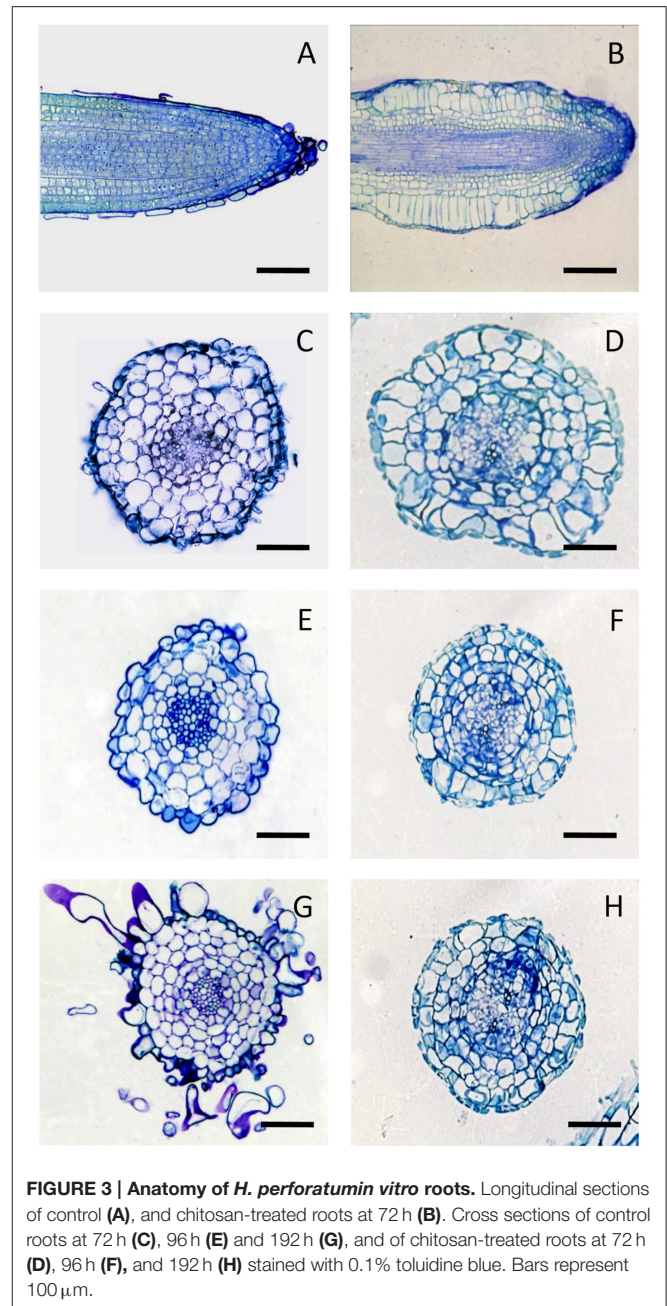 A
B
C
D
E
F
G
H
FIGURE 3 | Anatomy of H. perforatumin vitro roots. Longitudinal sections
of control (A), and chitosan-treated roots at 72 h (B). Cross sections of control
roots at 72 h (C), 96 h (E) and 192 h (G), and of chitosan-treated roots at 72 h
(D), 96 h (F), and 192 h (H) stained with 0.1% toluidine blue. Bars represent
100 μm.